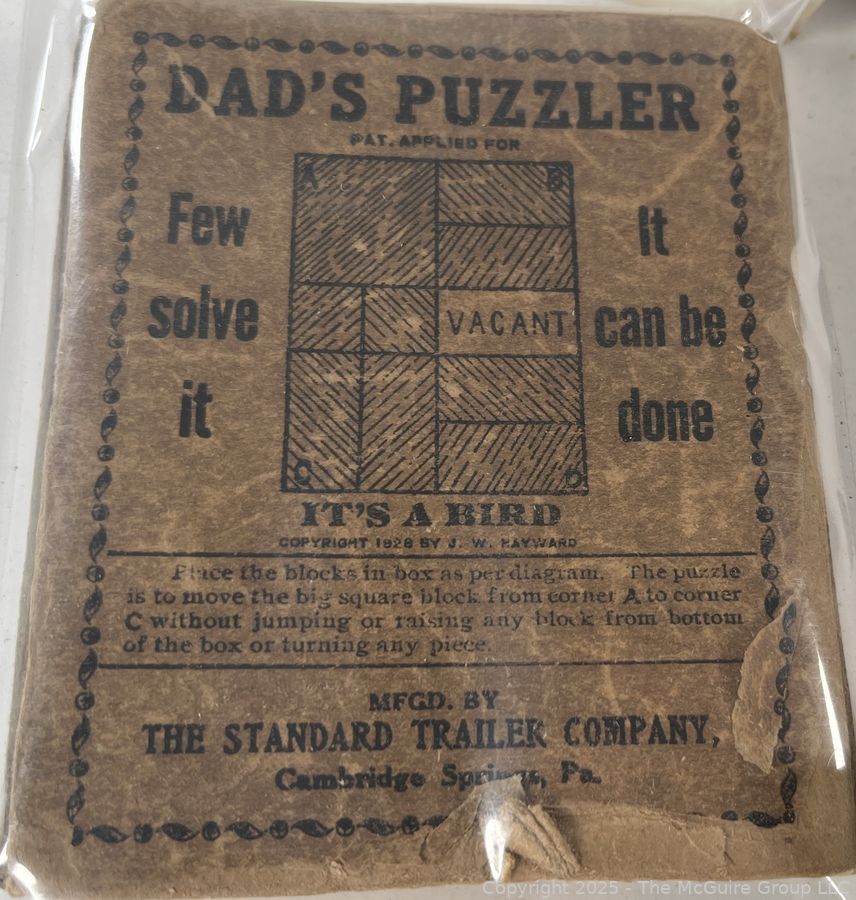 DAD'S PUZZLER
PAT. APPLIED FOR
Few
solve
it
A
B
VACANT
C
D
It
can be
done
IT'S A BIRD
COPYRIGHT 1928 BY J. W. HAYWARD
Place the blocks in box as per diagram. The puzzle
is to move the big square block from corner A to corner
C without jumping or raising any block from bottom
of the box or turning any piece.
MFGD. BY
THE STANDARD TRAILER COMPANY,
Cambridge Springs, Pa.
Copyright 2025 - The McGuire Group LLC